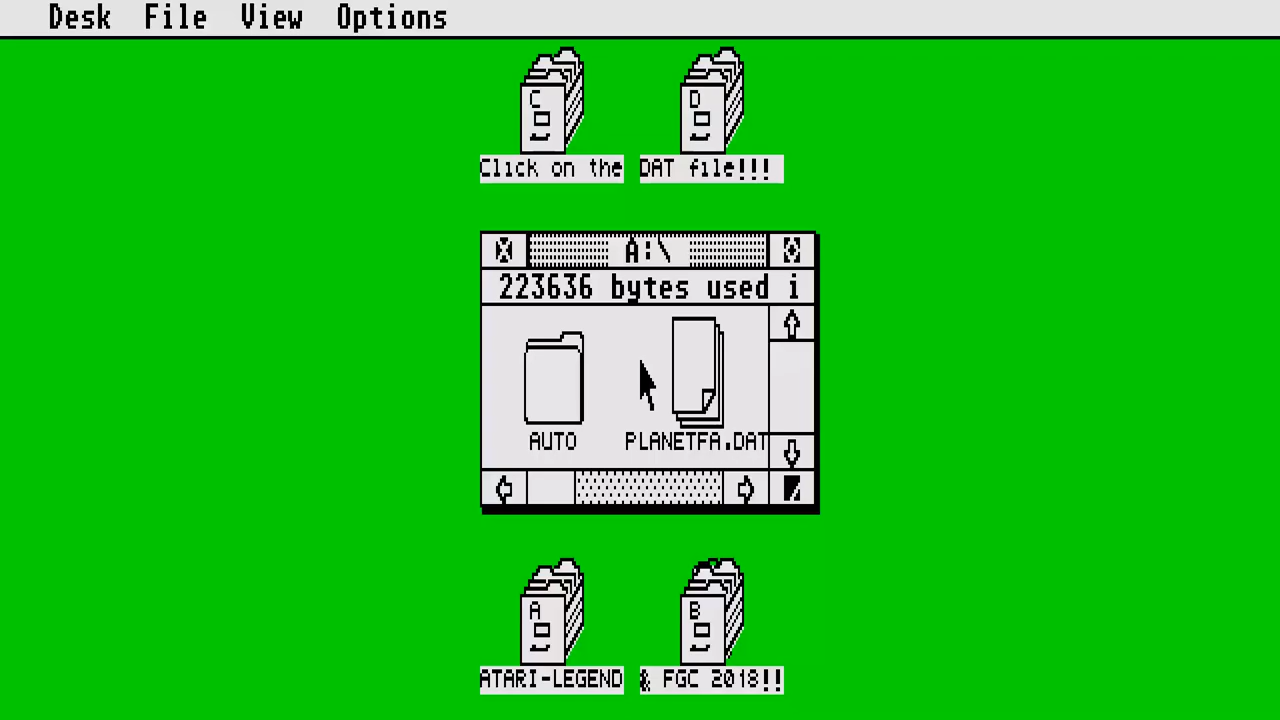 Desk File View Options
C D
Click on the DAT file!!!
A:\
223636 bytes used i
AUTO PLANETFA.DAT
A B
ATARI-LEGEND & FGC 2018!!